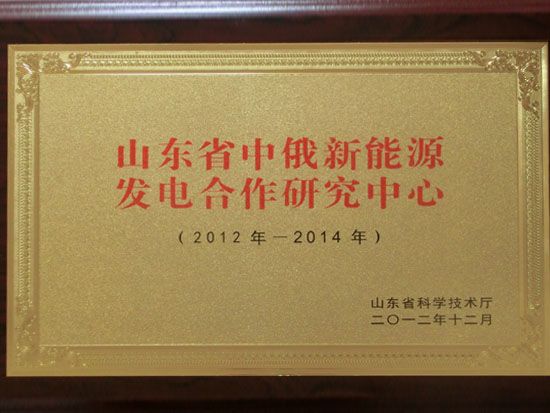 山东省中俄新能源
发电合作研究中心
(2012年－2014年)
山东省科学技术厅
二〇一二年十二月